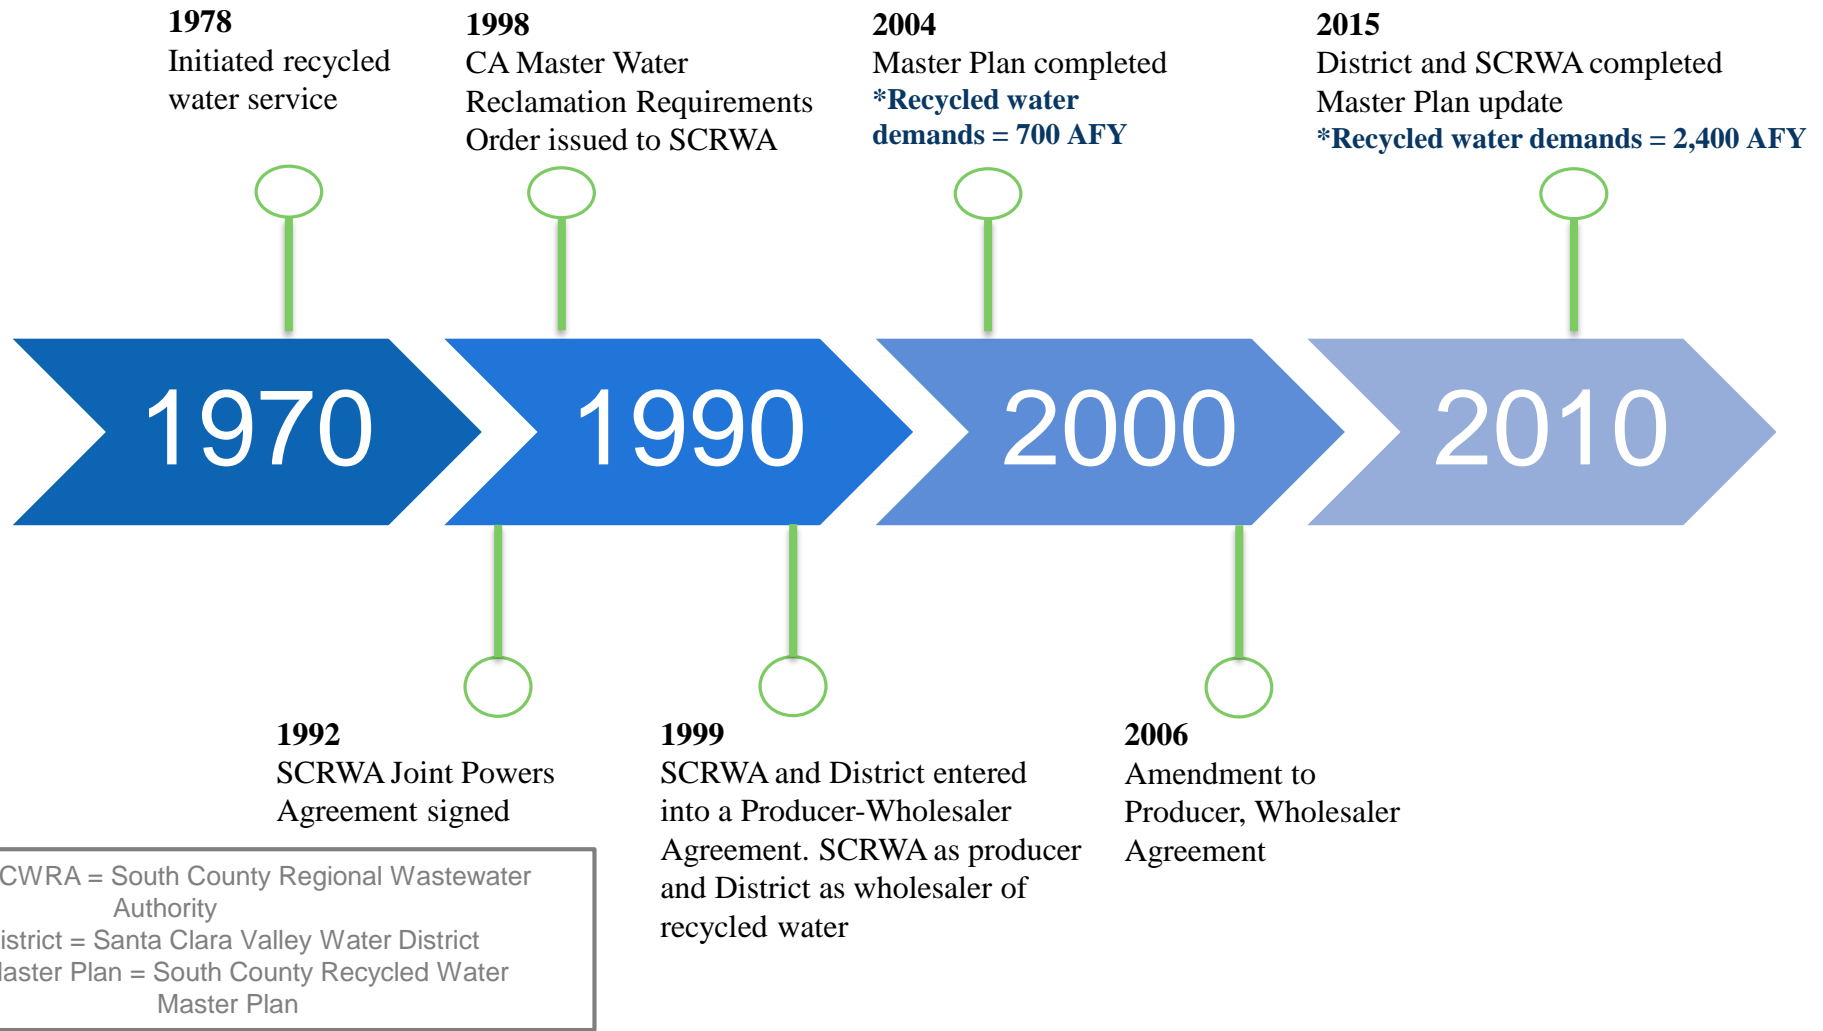 1978
Initiated recycled
water service
1998
CA Master Water
Reclamation Requirements
Order issued to SCRWA
2004
Master Plan completed
*Recycled water
demands = 700 AFY
2015
District and SCRWA completed
Master Plan update
*Recycled water demands = 2,400 AFY
1970
1990
2000
2010
1992
SCRWA Joint Powers
Agreement signed
1999
SCRWA and District entered
into a Producer-Wholesaler
Agreement. SCRWA as producer
and District as wholesaler of
recycled water
2006
Amendment to
Producer, Wholesaler
Agreement
CWRA = South County Regional Wastewater
Authority
istrict = Santa Clara Valley Water District
laster Plan = South County Recycled Water
Master Plan